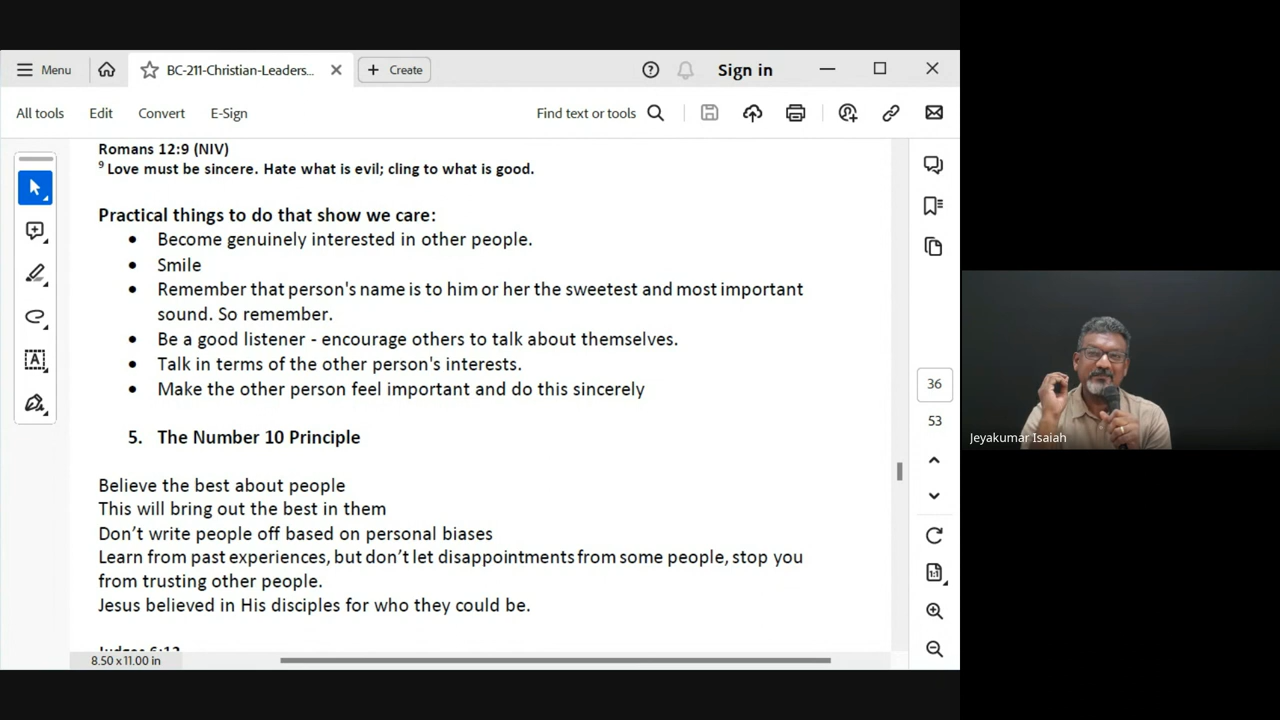 Menu
BC-211-Christian-Leaders...
Create
Sign in
All tools
Edit
Convert
E-Sign
Find text or tools
Romans 12:9 (NIV)
9 Love must be sincere. Hate what is evil; cling to what is good.
Practical things to do that show we care:
• Become genuinely interested in other people.
• Smile
• Remember that person's name is to him or her the sweetest and most important
sound. So remember.
• Be a good listener - encourage others to talk about themselves.
• Talk in terms of the other person's interests.
• Make the other person feel important and do this sincerely
5. The Number 10 Principle
Believe the best about people
This will bring out the best in them
Don't write people off based on personal biases
Learn from past experiences, but don't let disappointments from some people, stop you
from trusting other people.
Jesus believed in His disciples for who they could be.
Judges 6:12
8.50 x 11.00 in
36
53
1:1
Jeyakumar Isaiah